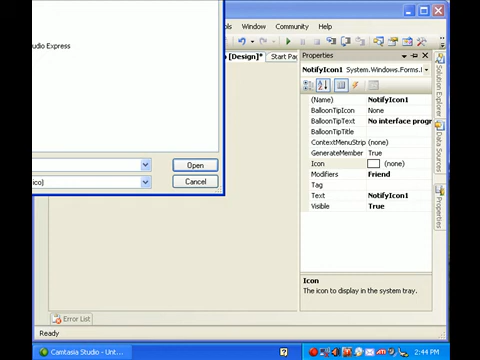 ols Window Community Help
udio Express
[Design]* Start Pag
Properties
NotifyIcon1 System.Windows.Forms.I
(Name) NotifyIcon1
BalloonTipIcon None
BalloonTipText No interface progr
BalloonTipTitle
ContextMenuStrip (none)
GenerateMember True
Icon (none)
Modifiers Friend
Tag
Text NotifyIcon1
Visible True
Open
ico)
Cancel
Icon
The icon to display in the system tray.
Solution Explorer
Data Sources
Properties
Error List
Ready
Camtasia Studio - Unt...
2:44 PM